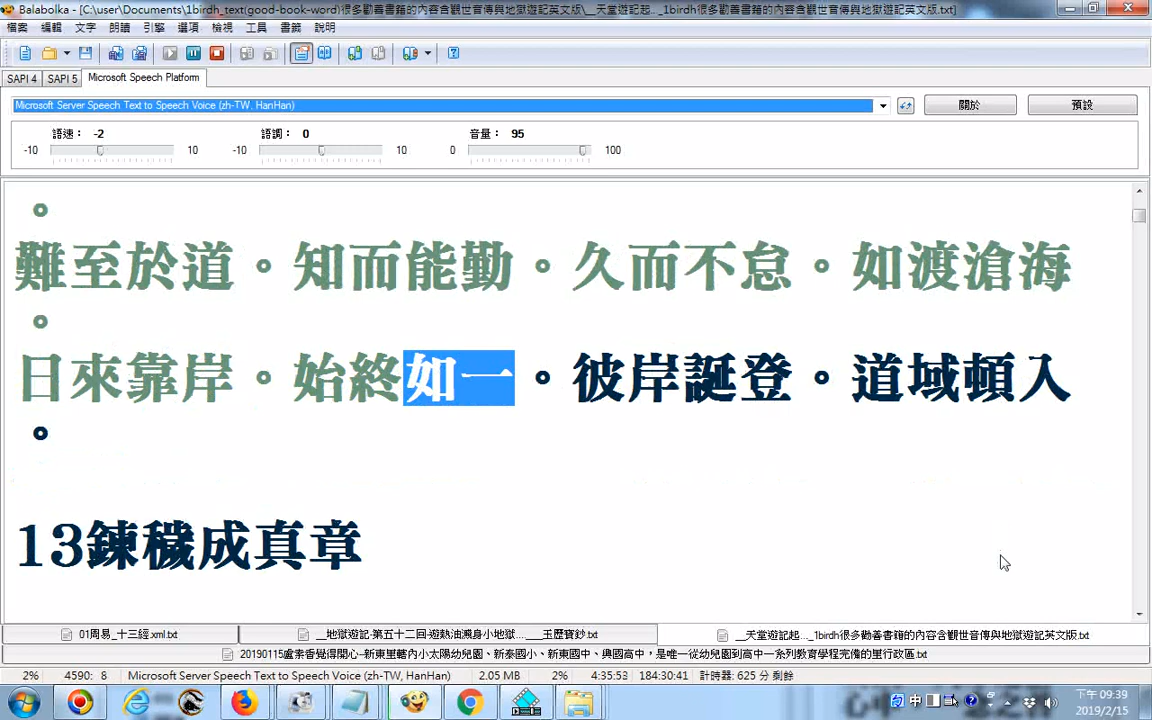 Balabolka - [C:\user\Documents\1birdh_text(good-book-word)很多勸善書籍的內容含觀世音傳與地獄遊記英文版\__天堂遊記起..._1birdh很多勸善書籍的內容含觀世音傳與地獄遊記英文版.txt]
檔案 編輯 文字 朗讀 引擎 選項 檢視 工具 書籤 說明
SAPI 4 SAPI 5 Microsoft Speech Platform
Microsoft Server Speech Text to Speech Voice (zh-TW, HanHan) 關於 預設
語速： -2 語調： 0 音量： 95
-10 10 -10 10 0 100
。
難至於道。知而能勤。久而不怠。如渡滄海
。
日來靠岸。始終如一。彼岸誕登。道域頓入
。
13鍊穢成真章
01周易_十三經.xml.txt __地獄遊記-第五十二回-遊熱油濺身小地獄...___玉歷寶鈔.txt __天堂遊記起..._1birdh很多勸善書籍的內容含觀世音傳與地獄遊記英文版.txt
20190115盧素香覺得開心-新東里轄內小太陽幼兒園、新泰國小、新東國中、興國高中，是唯一從幼兒園到高中一系列教育學程完備的里行政區.txt
2% 4590: 8 Microsoft Server Speech Text to Speech Voice (zh-TW, HanHan) 2.05 MB 2% 4:35:53 184:30:41 計時器: 625 分 剩餘
中 下午 09:39
2019/2/15